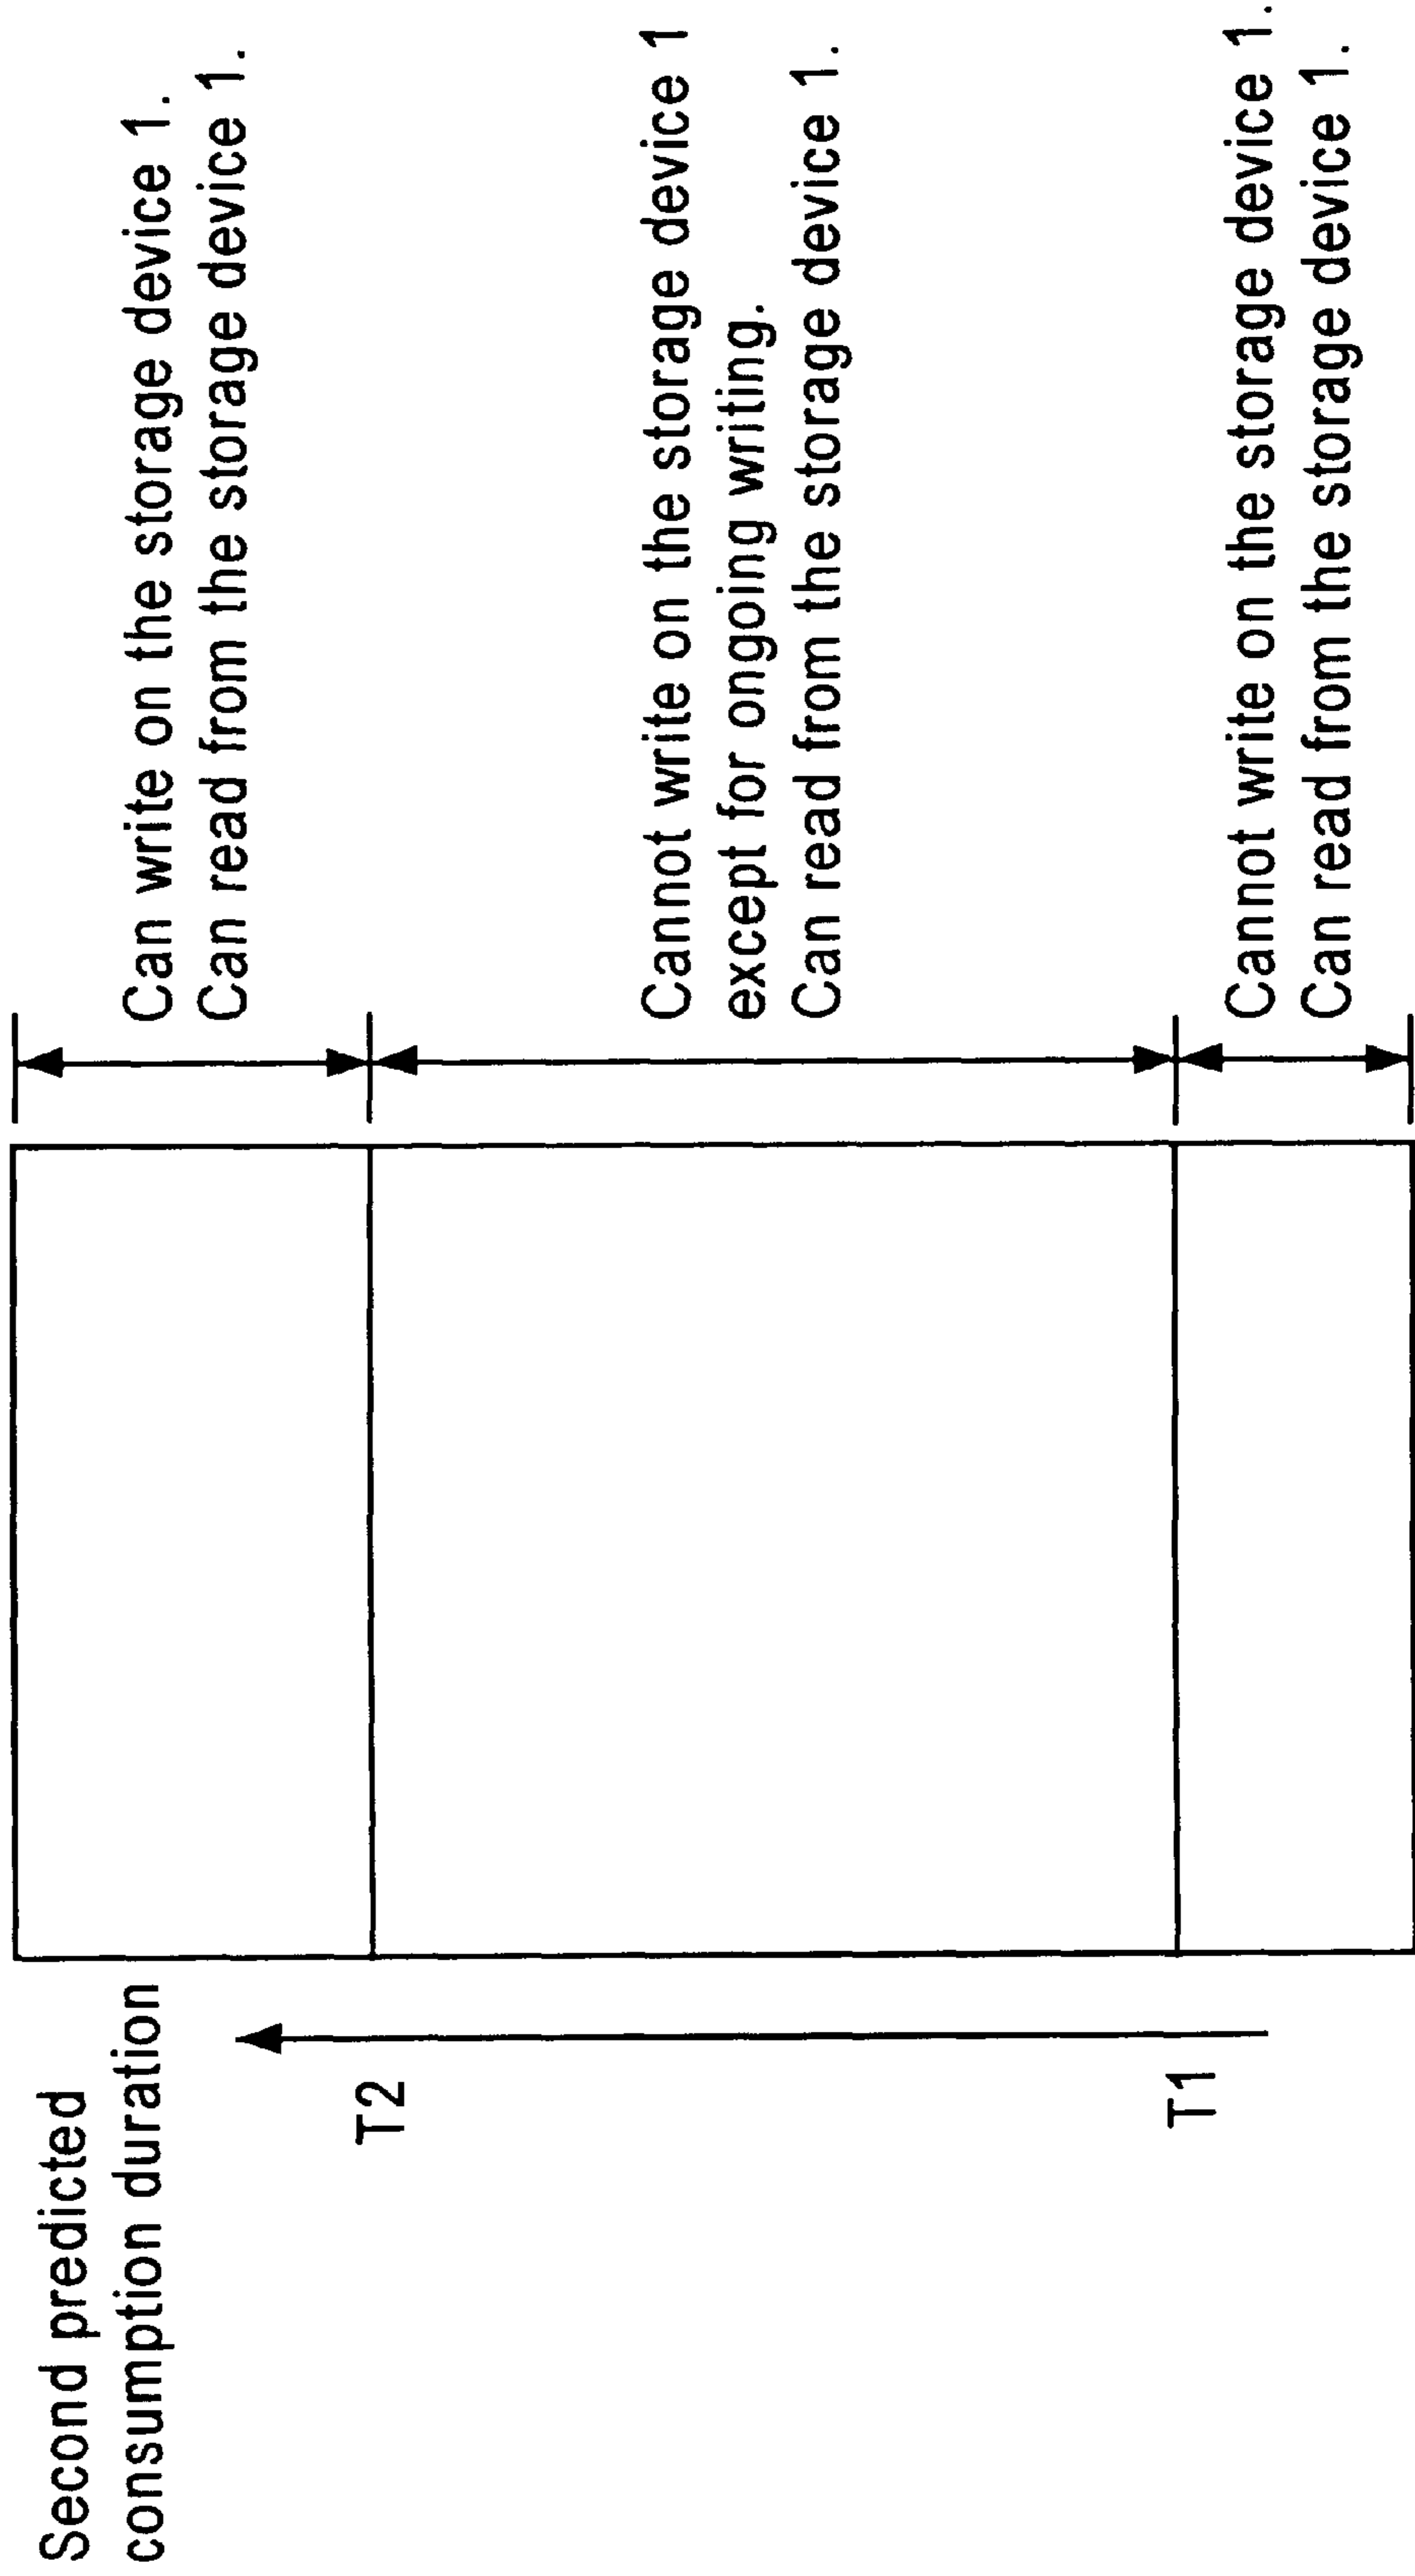 Second predicted
consumption duration
T2
T1
Can write on the storage device 1.
Can read from the storage device 1.
Cannot write on the storage device 1
except for ongoing writing.
Can read from the storage device 1.
Cannot write on the storage device 1.
Can read from the storage device 1.